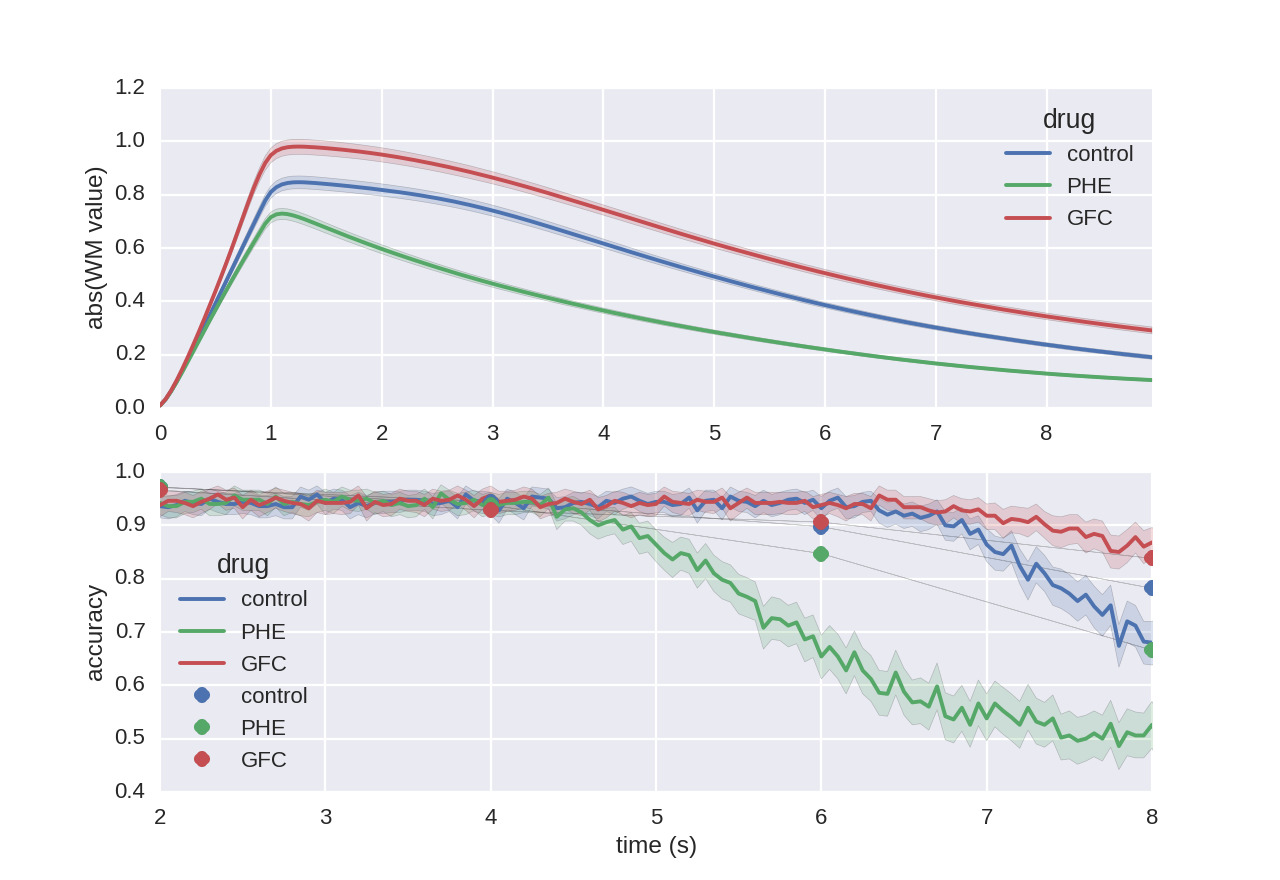 1.2
1.0
0.8
0.6
0.4
0.2
0.0
abs(WM value)
drug
control
PHE
GFC
0 1 2 3 4 5 6 7 8
1.0
0.9
0.8
0.7
0.6
0.5
0.4
accuracy
drug
control
PHE
GFC
control
PHE
GFC
2 3 4 5 6 7 8
time (s)